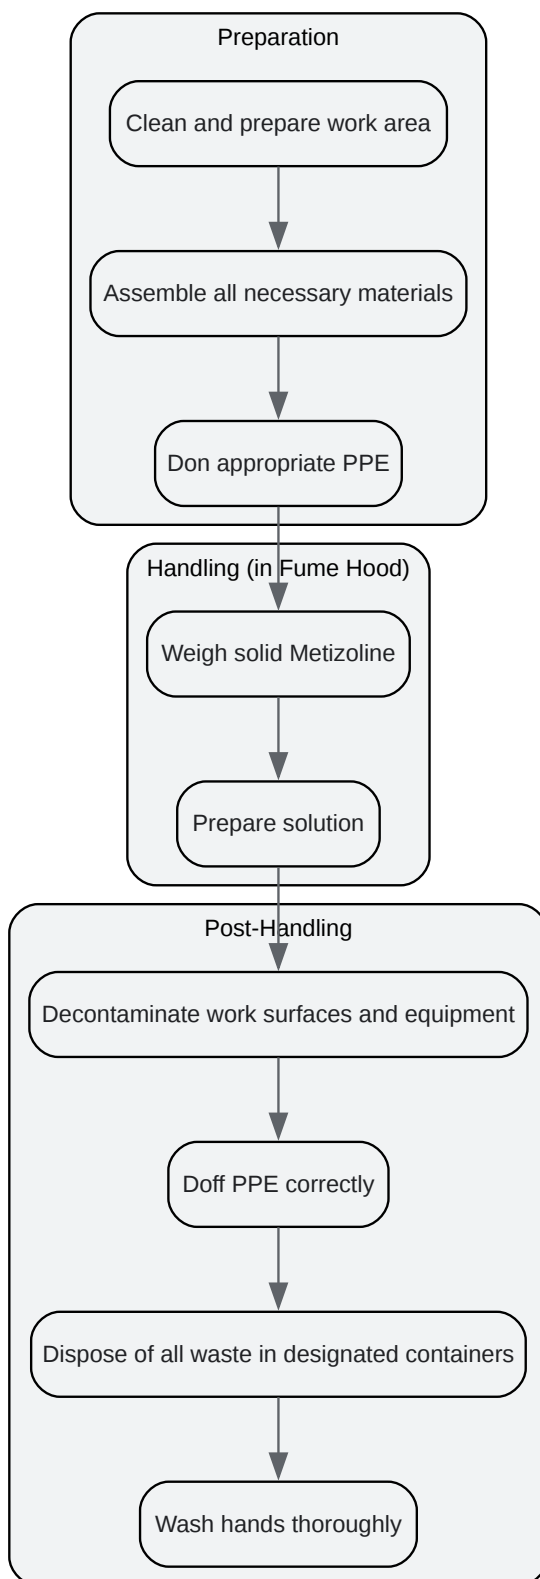 Preparation
Clean and prepare work area
Assemble all necessary materials
Don appropriate PPE
Handling (in Fume Hood)
Weigh solid Metizoline
Prepare solution
Post-Handling
Decontaminate work surfaces and equipment
Doff PPE correctly
Dispose of all waste in designated containers
Wash hands thoroughly